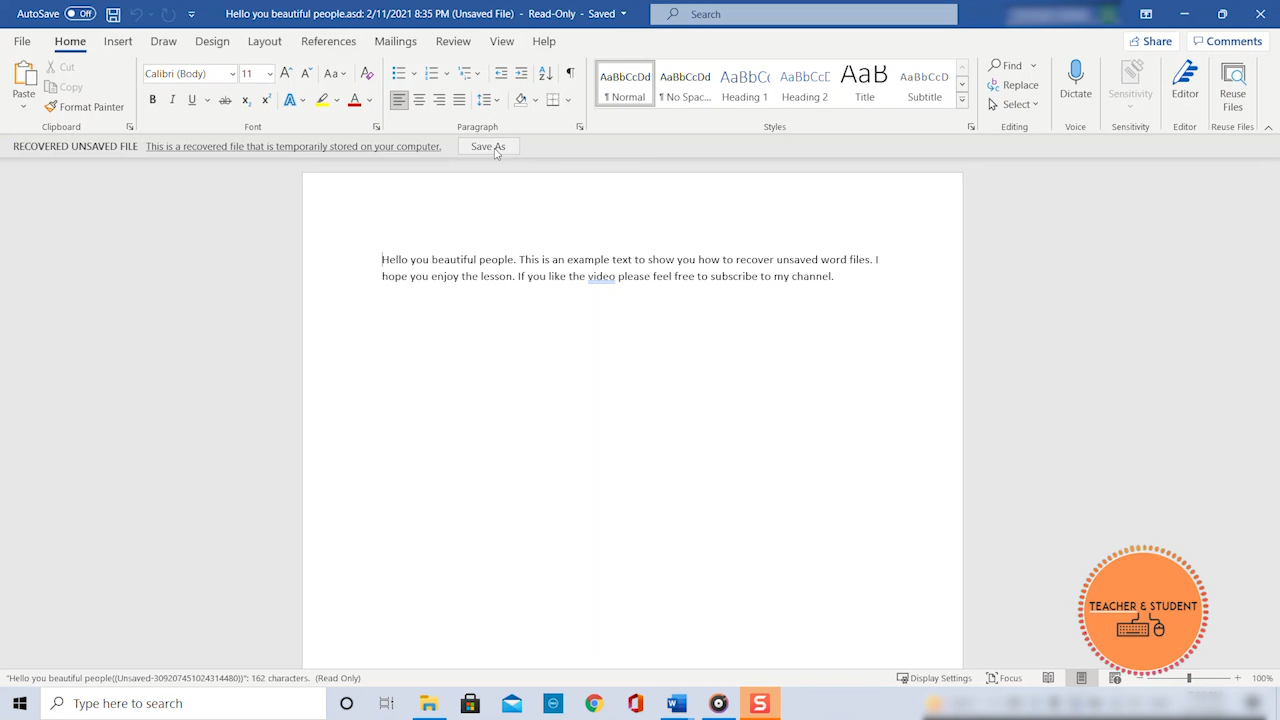 AutoSave Off Hello you beautiful people.asd: 2/11/2021 8:35 PM (Unsaved File) - Read-Only - Saved Search
File Home Insert Draw Design Layout References Mailings Review View Help Share Comments
Paste Cut Copy Format Painter
Calibri (Body) 11 Aa
B I U ab x2 x2 A A
AaBbCcDd AaBbCcDd AaBbCc AaBbCcD AaB AaBbCcD
¶ Normal ¶ No Spac... Heading 1 Heading 2 Title Subtitle
Find Replace Select
Dictate Sensitivity Editor Reuse Files
Clipboard Font Paragraph Styles Editing Voice Sensitivity Editor Reuse Files
RECOVERED UNSAVED FILE This is a recovered file that is temporarily stored on your computer. Save As
Hello you beautiful people. This is an example text to show you how to recover unsaved word files. I
hope you enjoy the lesson. If you like the video please feel free to subscribe to my channel.
TEACHER & STUDENT
"Hello you beautiful people((Unsaved-309207451024314480)": 162 characters. (Read Only) Display Settings Focus 100%
Type here to search